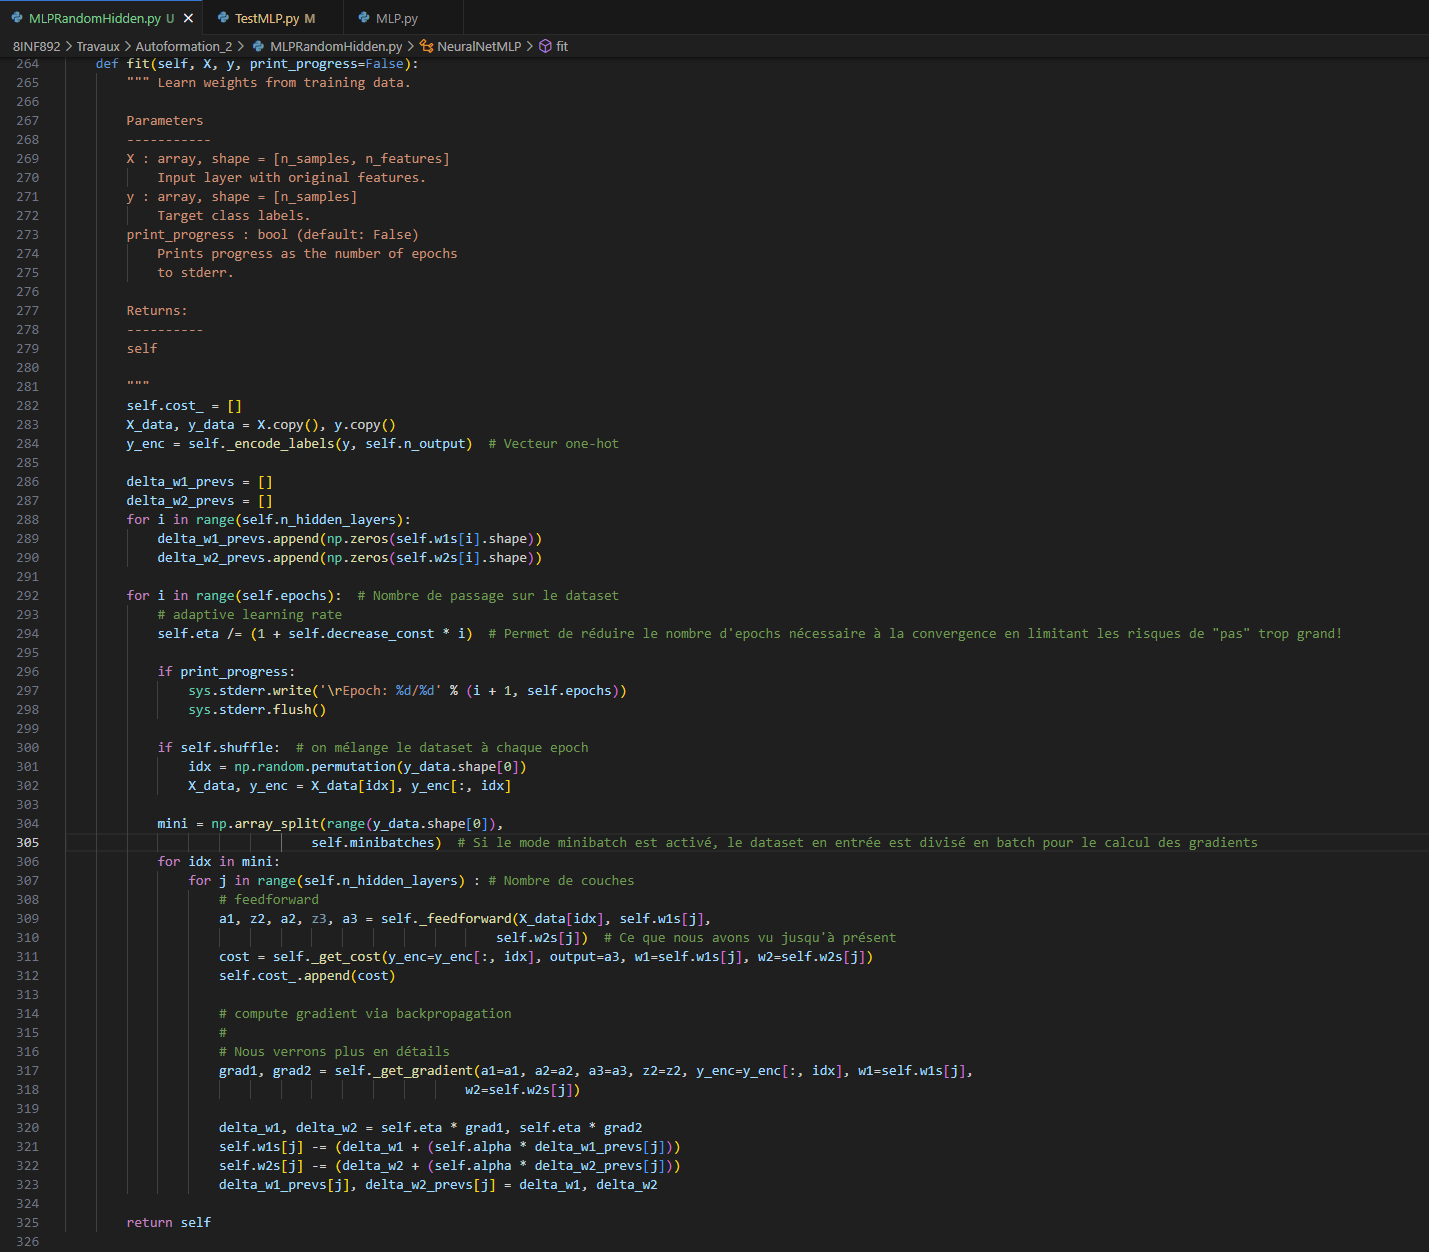 MLPRandomHidden.py U TestMLP.py M MLP.py
8INF892 > Travaux > Autoformation_2 > MLPRandomHidden.py > NeuralNetMLP > fit
264 def fit(self, X, y, print_progress=False):
265 """ Learn weights from training data.
266
267 Parameters
268 -----------
269 X : array, shape = [n_samples, n_features]
270 Input layer with original features.
271 y : array, shape = [n_samples]
272 Target class labels.
273 print_progress : bool (default: False)
274 Prints progress as the number of epochs
275 to stderr.
276
277 Returns:
278 ----------
279 self
280
281 """
282 self.cost_ = []
283 X_data, y_data = X.copy(), y.copy()
284 y_enc = self._encode_labels(y, self.n_output)  # Vecteur one-hot
285
286 delta_w1_prevs = []
287 delta_w2_prevs = []
288 for i in range(self.n_hidden_layers):
289 delta_w1_prevs.append(np.zeros(self.w1s[i].shape))
290 delta_w2_prevs.append(np.zeros(self.w2s[i].shape))
291
292 for i in range(self.epochs):  # Nombre de passage sur le dataset
293 # adaptive learning rate
294 self.eta /= (1 + self.decrease_const * i)  # Permet de réduire le nombre d'epochs nécessaire à la convergence en limitant les risques de "pas" trop grand!
295
296 if print_progress:
297 sys.stderr.write('\rEpoch: %d/%d' % (i + 1, self.epochs))
298 sys.stderr.flush()
299
300 if self.shuffle:  # on mélange le dataset à chaque epoch
301 idx = np.random.permutation(y_data.shape[0])
302 X_data, y_enc = X_data[idx], y_enc[:, idx]
303
304 mini = np.array_split(range(y_data.shape[0]),
305 self.minibatches)  # Si le mode minibatch est activé, le dataset en entrée est divisé en batch pour le calcul des gradients
306 for idx in mini:
307 for j in range(self.n_hidden_layers) : # Nombre de couches
308 # feedforward
309 a1, z2, a2, z3, a3 = self._feedforward(X_data[idx], self.w1s[j],
310 self.w2s[j])  # Ce que nous avons vu jusqu'à présent
311 cost = self._get_cost(y_enc=y_enc[:, idx], output=a3, w1=self.w1s[j], w2=self.w2s[j])
312 self.cost_.append(cost)
313
314 # compute gradient via backpropagation
315 #
316 # Nous verrons plus en détails
317 grad1, grad2 = self._get_gradient(a1=a1, a2=a2, a3=a3, z2=z2, y_enc=y_enc[:, idx], w1=self.w1s[j],
318 w2=self.w2s[j])
319
320 delta_w1, delta_w2 = self.eta * grad1, self.eta * grad2
321 self.w1s[j] -= (delta_w1 + (self.alpha * delta_w1_prevs[j]))
322 self.w2s[j] -= (delta_w2 + (self.alpha * delta_w2_prevs[j]))
323 delta_w1_prevs[j], delta_w2_prevs[j] = delta_w1, delta_w2
324
325 return self
326